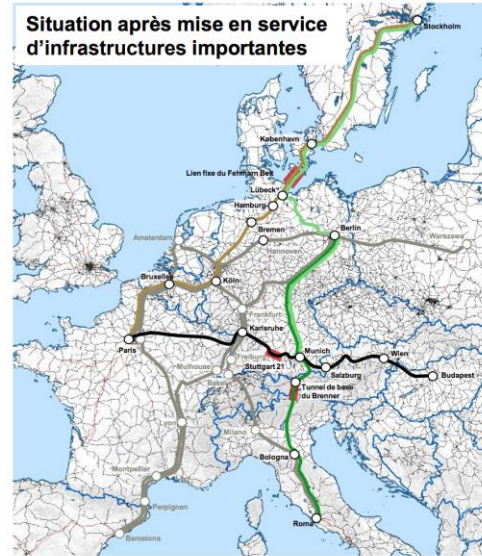 Situation après mise en service
d'infrastructures importantes
Stockholm
København
Lien fixe du Fehmarn Belt
Lübeck
Hamburg
Bremen
Amsterdam
Hannover
Berlin
Warszawa
Bruxelles
Köln
Frankfurt
Karlsruhe
Paris
Freiburg
Stuttgart 21
Munich
Wien
Mulhouse
Salzburg
Budapest
Basel
Tunnel de base
du Brenner
Lyon
Milano
Bologna
Montpellier
Perpignan
Roma
Barcelona